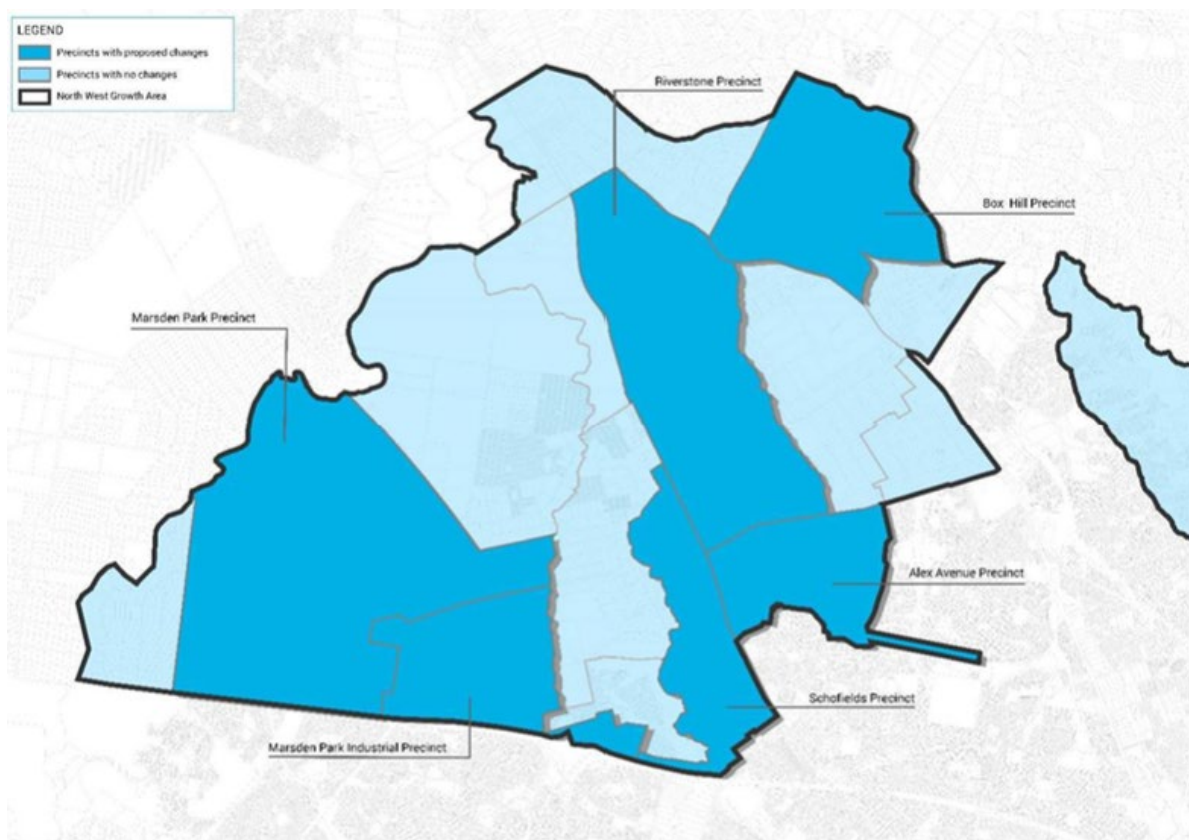 LEGEND
Precincts with proposed changes
Precincts with no changes
North West Growth Area
Riverstone Precinct
Box Hill Precinct
Marsden Park Precinct
Alex Avenue Precinct
Schofields Precinct
Marsden Park Industrial Precinct